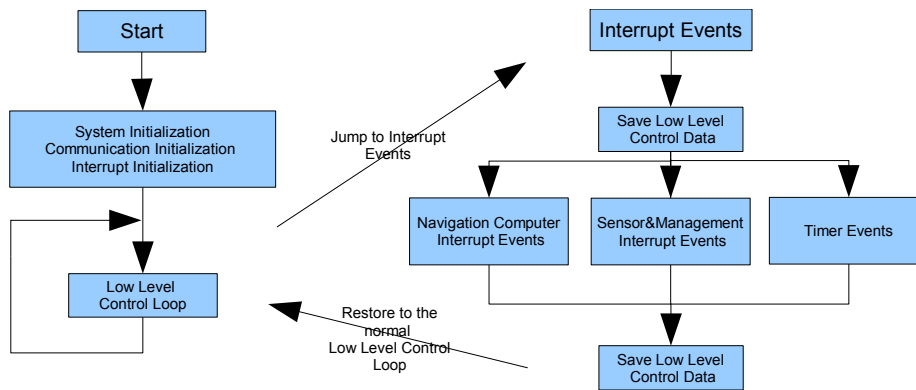 Start
System Initialization
Communication Initialization
Interrupt Initialization
Low Level
Control Loop
Jump to Interrupt
Events
Restore to the
normal
Low Level Control
Loop
Interrupt Events
Save Low Level
Control Data
Navigation Computer
Interrupt Events
Sensor&Management
Interrupt Events
Timer Events
Save Low Level
Control Data